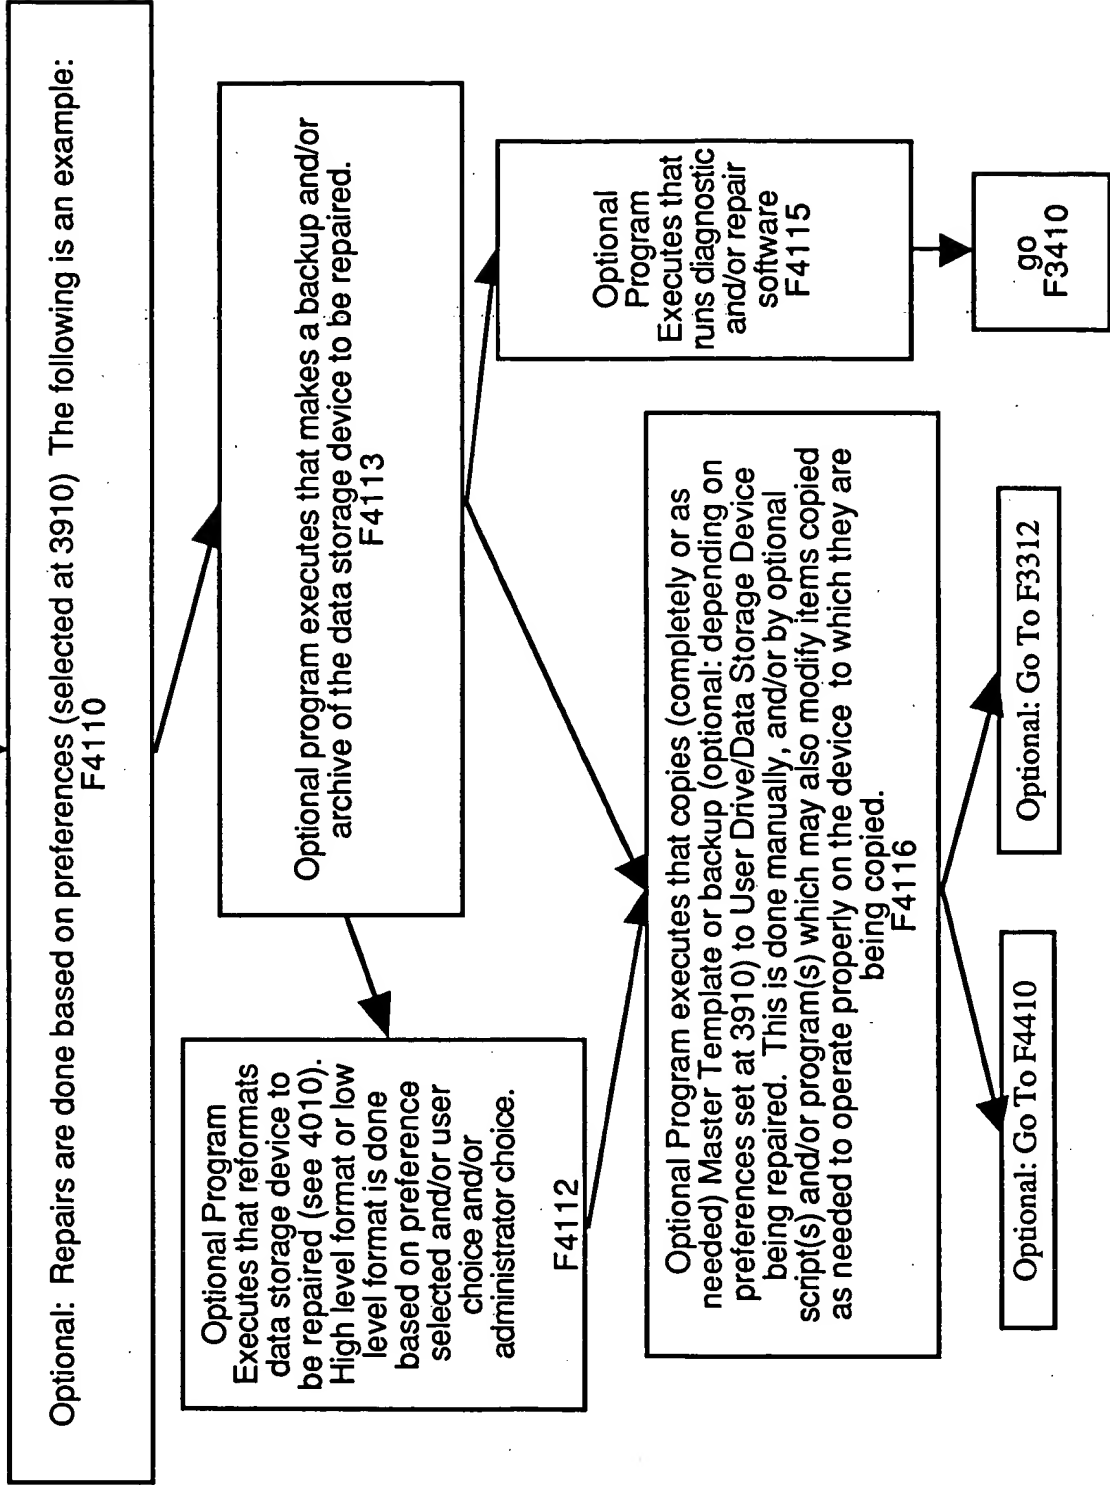 Optional:  Repairs are done based on preferences (selected at 3910)  The following is an example:
F4110
Optional program executes that makes a backup and/or
archive of the data storage device to be repaired.
F4113
Optional Program
Executes that reformats
data storage device to
be repaired (see 4010).
High level format or low
level format is done
based on preference
selected and/or user
choice and/or
administrator choice.
F4112
Optional
Program
Executes that
runs diagnostic
and/or repair
software
F4115
Optional Program executes that copies (completely or as
needed) Master Template or backup (optional: depending on
preferences set at 3910) to User Drive/Data Storage Device
being repaired.  This is done manually, and/or by optional
script(s) and/or program(s) which may also modify items copied
as needed to operate properly on the device  to which they are
being copied.
F4116
go
F3410
Optional: Go To F4410
Optional: Go To F3312